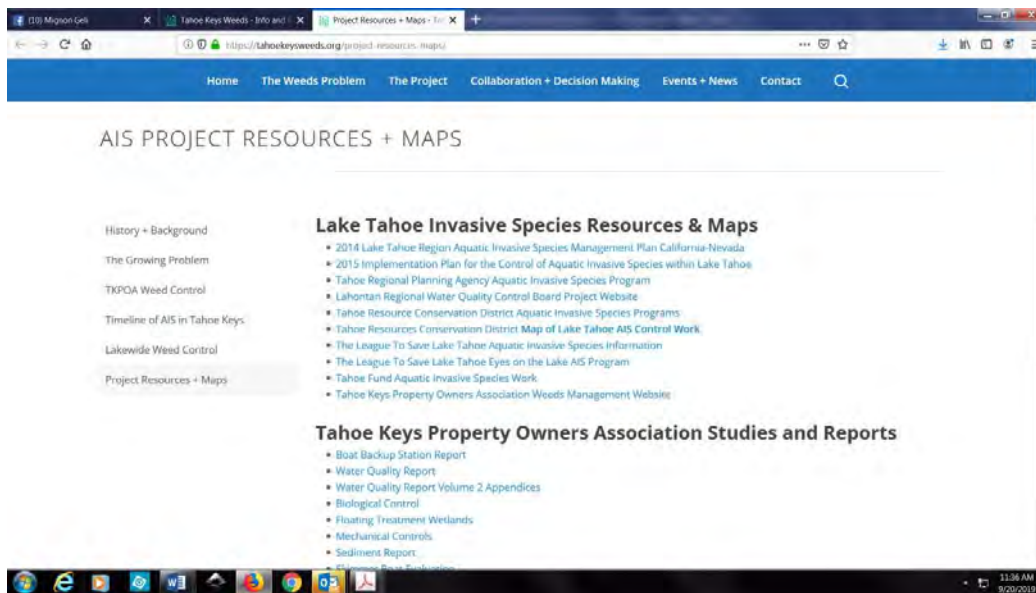 (10) Mignon Geli
Tahoe Keys Weeds - Info and
Project Resources + Maps - Ta
https://tahoekeysweeds.org/project-resources-maps/
Home The Weeds Problem The Project Collaboration + Decision Making Events + News Contact
AIS PROJECT RESOURCES + MAPS
History + Background
The Growing Problem
TKPOA Weed Control
Timeline of AIS in Tahoe Keys
Lakewide Weed Control
Project Resources + Maps
Lake Tahoe Invasive Species Resources & Maps
2014 Lake Tahoe Region Aquatic Invasive Species Management Plan California-Nevada
2015 Implementation Plan for the Control of Aquatic Invasive Species within Lake Tahoe
Tahoe Regional Planning Agency Aquatic Invasive Species Program
Lahontan Regional Water Quality Control Board Project Website
Tahoe Resource Conservation District Aquatic Invasive Species Programs
Tahoe Resources Conservation District Map of Lake Tahoe AIS Control Work.
The League To Save Lake Tahoe Aquatic Invasive Species Information
The League To Save Lake Tahoe Eyes on the Lake AIS Program
Tahoe Fund Aquatic Invasive Species Work
Tahoe Keys Property Owners Association Weeds Management Website
Tahoe Keys Property Owners Association Studies and Reports
Boat Backup Station Report
Water Quality Report
Water Quality Report Volume 2 Appendices
Biological Control
Floating Treatment Wetlands
Mechanical Controls
Sediment Report
Skimmer Boat Evaluation
11:36 AM
9/20/2019